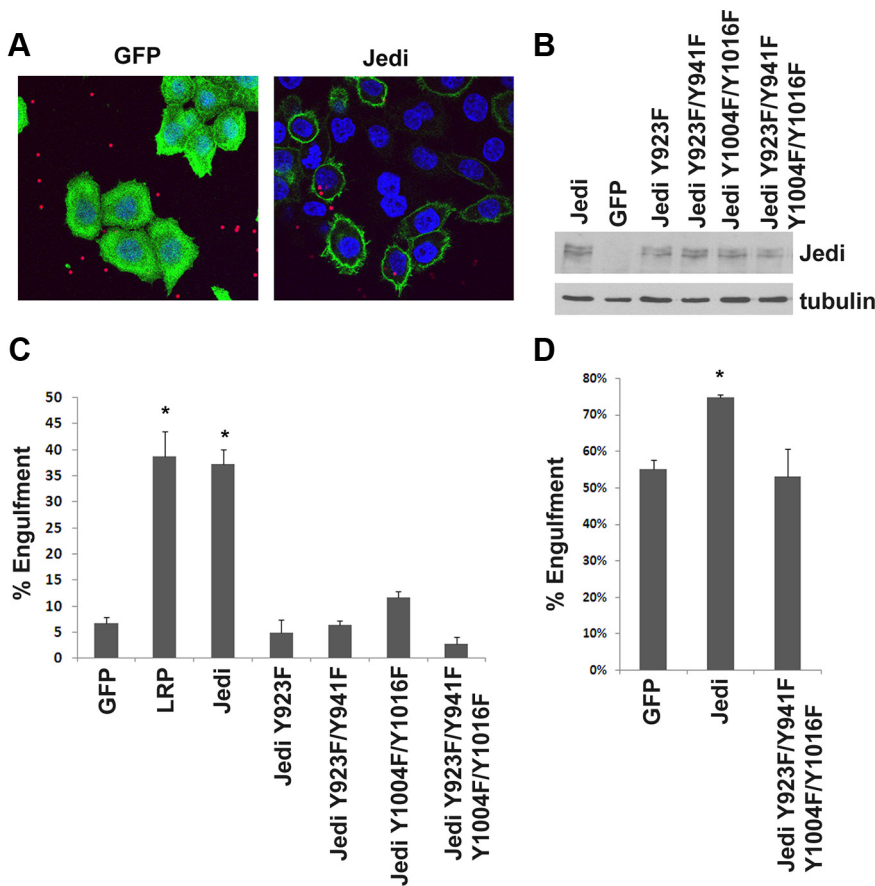 A
GFP
Jedi
B
Jedi
GFP
Jedi Y923F
Jedi Y923F/Y941F
Jedi Y1004F/Y1016F
Jedi Y923F/Y941F
Y1004F/Y1016F
Jedi
tubulin
C
% Engulfment
50
45
40
35
30
25
20
15
10
5
0
*
*
GFP
LRP
Jedi
Jedi Y923F
Jedi Y923F/Y941F
Jedi Y1004F/Y1016F
Jedi Y923F/Y941F
Y1004F/Y1016F
D
% Engulfment
80%
70%
60%
50%
40%
30%
20%
10%
0%
*
GFP
Jedi
Jedi Y923F/Y941F
Y1004F/Y1016F